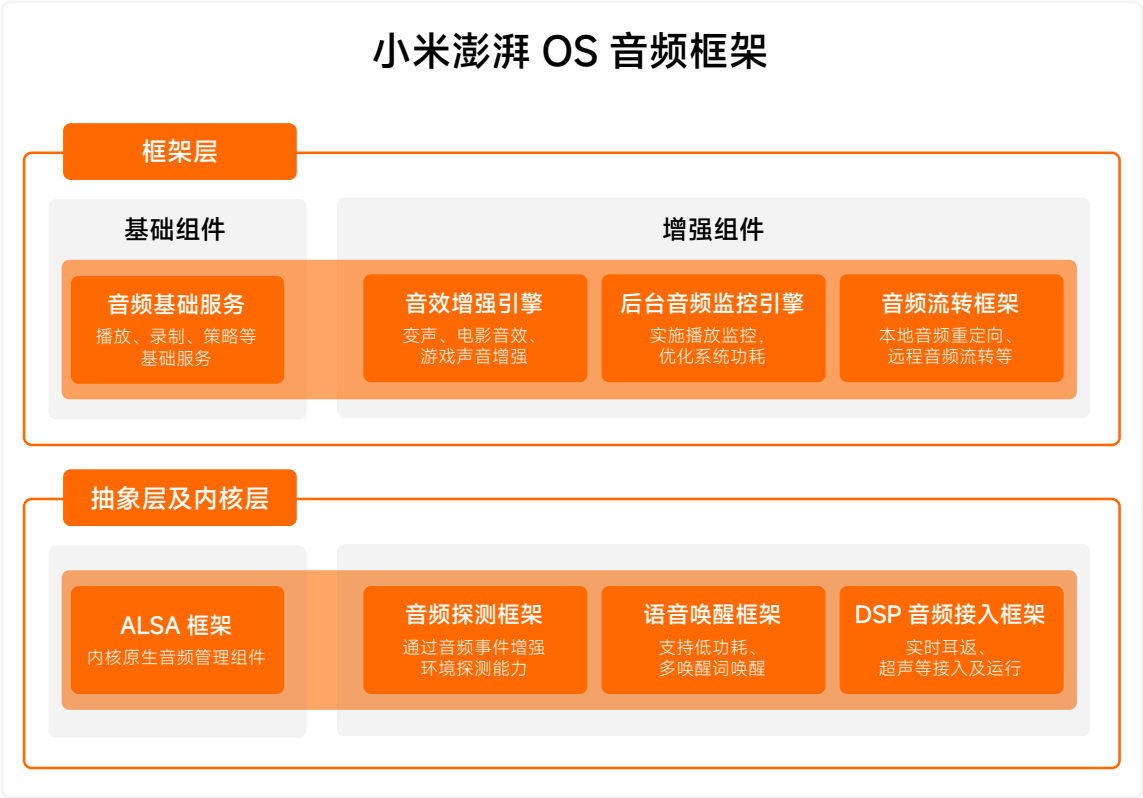 小米澎湃 OS 音频框架
框架层
基础组件
增强组件
音频基础服务
播放、录制、策略等
基础服务
音效增强引擎
变声、电影音效、
游戏声音增强
后台音频监控引擎
实施播放监控,
优化系统功耗
音频流转框架
本地音频重定向、
远程音频流转等
抽象层及内核层
ALSA 框架
内核原生音频管理组件
音频探测框架
通过音频事件增强
环境探测能力
语音唤醒框架
支持低功耗、
多唤醒词唤醒
DSP 音频接入框架
实时耳返、
超声等接入及运行